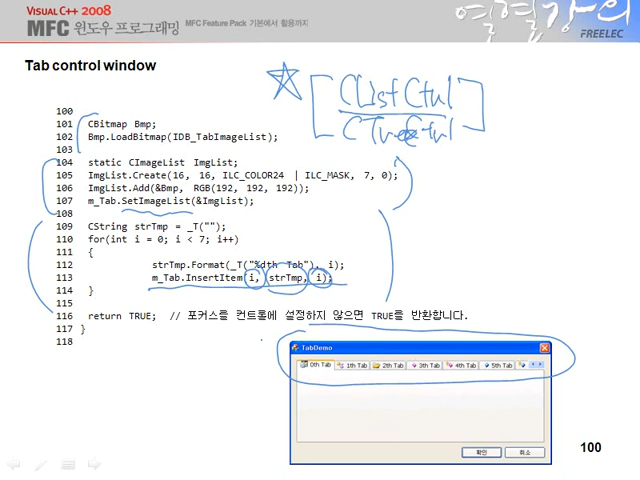 VISUAL C++ 2008
MFC 윈도우 프로그래밍 MFC Feature Pack 기본에서 활용까지
열혈강의
FREELEC
Tab control window
CListCtrl
CTreeCtrl
100
101 CBitmap Bmp;
102 Bmp.LoadBitmap(IDB_TabImageList);
103
104 static CImageList ImgList;
105 ImgList.Create(16, 16, ILC_COLOR24 | ILC_MASK, 7, 0);
106 ImgList.Add(&Bmp, RGB(192, 192, 192));
107 m_Tab.SetImageList(&ImgList);
108
109 CString strTmp = _T("");
110 for(int i = 0; i < 7; i++)
111 {
112 strTmp.Format(_T("%dth Tab"), i);
113 m_Tab.InsertItem(i, strTmp, i);
114 }
115
116 return TRUE; // 포커스를 컨트롤에 설정하지 않으면 TRUE를 반환합니다.
117 }
118
TabDemo
0th Tab 1th Tab 2th Tab 3th Tab 4th Tab 5th Tab
확인 취소
100